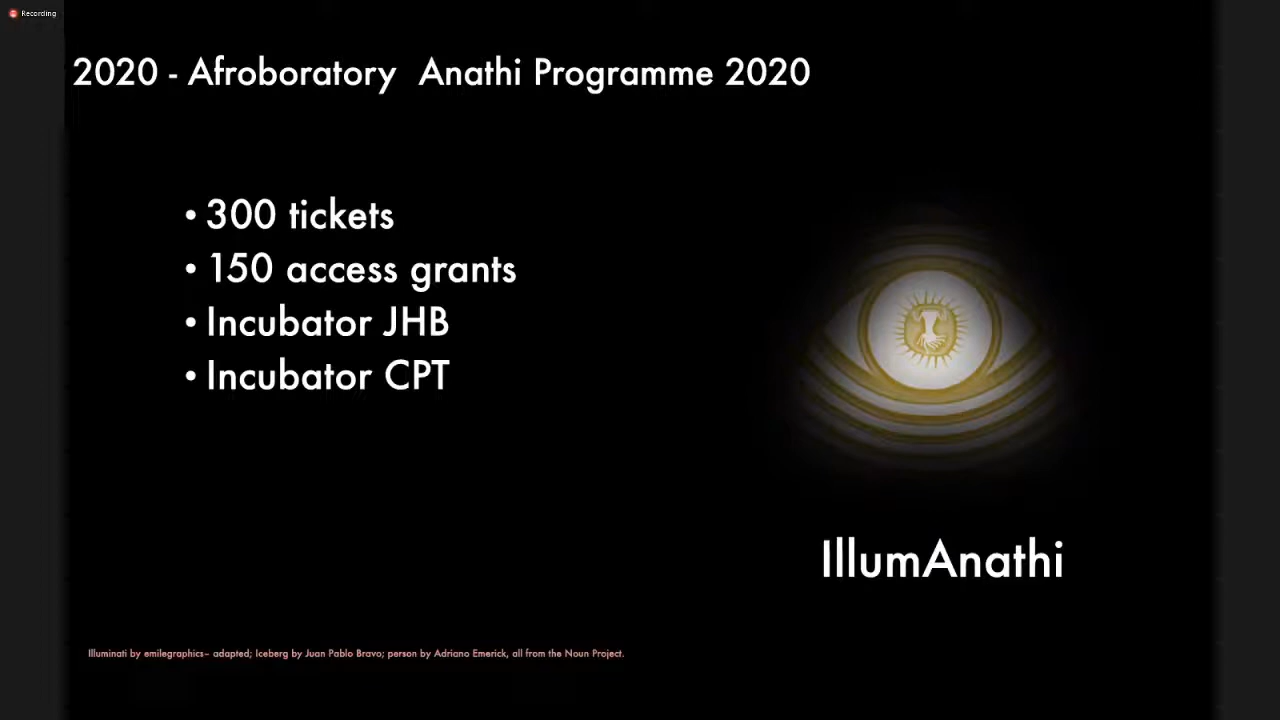 Recording
2020 - Afroboratory  Anathi Programme 2020
• 300 tickets
• 150 access grants
• Incubator JHB
• Incubator CPT
IllumAnathi
Illuminati by emilegraphics– adapted; Iceberg by Juan Pablo Bravo; person by Adriano Emerick, all from the Noun Project.